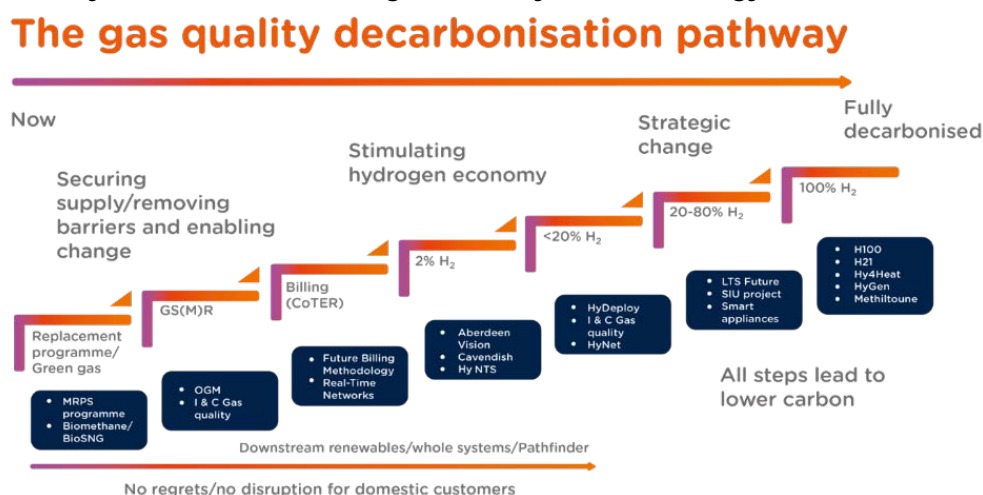 The gas quality decarbonisation pathway
Now
Securing
supply/removing
barriers and enabling
change
Stimulating
hydrogen economy
Strategic
change
Fully
decarbonised
Replacement
programme/
Green gas
GS(M)R
Billing
(CoTER)
2% H₂
<20% H₂
20-80% H₂
100% H₂
• MRPS
programme
• Biomethane/
BioSNG
• OGM
• I & C Gas
quality
• Future Billing
Methodology
• Real-Time
Networks
• Aberdeen
Vision
• Cavendish
• Hy NTS
• HyDeploy
• I & C Gas
quality
• HyNet
• LTS Future
• SIU project
• Smart
appliances
• H100
• H21
• Hy4Heat
• HyGen
• Methiltoune
All steps lead to
lower carbon
Downstream renewables/whole systems/Pathfinder
No regrets/no disruption for domestic customers